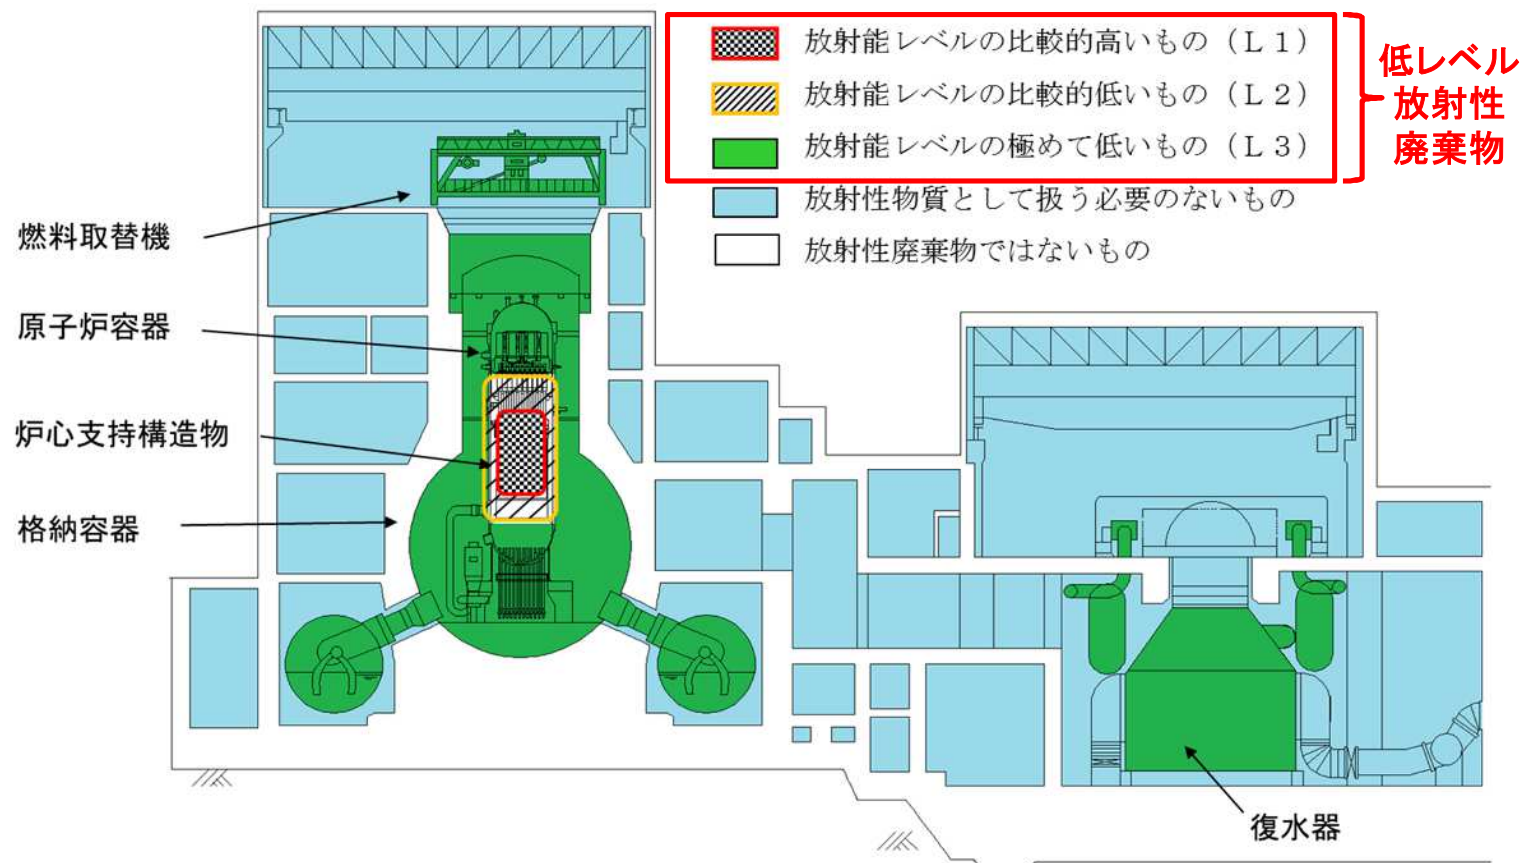 放射能レベルの比較的高いもの（Ｌ１）
放射能レベルの比較的低いもの（Ｌ２）
放射能レベルの極めて低いもの（Ｌ３）
放射性物質として扱う必要のないもの
放射性廃棄物ではないもの
低レベル
放射性
廃棄物
燃料取替機
原子炉容器
炉心支持構造物
格納容器
復水器